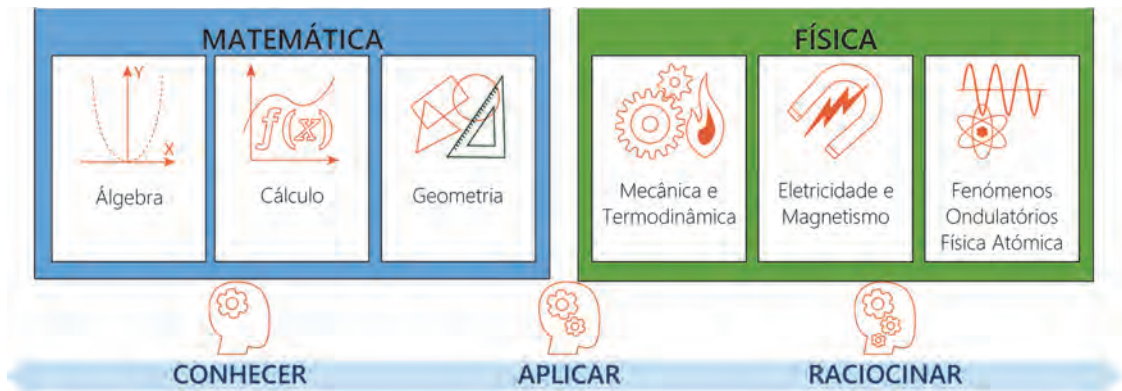 MATEMÁTICA
Y
X
Álgebra
f(x)
Cálculo
Geometria
FÍSICA
Mecânica e
Termodinâmica
Eletricidade e
Magnetismo
Fenómenos
Ondulatórios
Física Atómica
CONHECER
APLICAR
RACIOCINAR